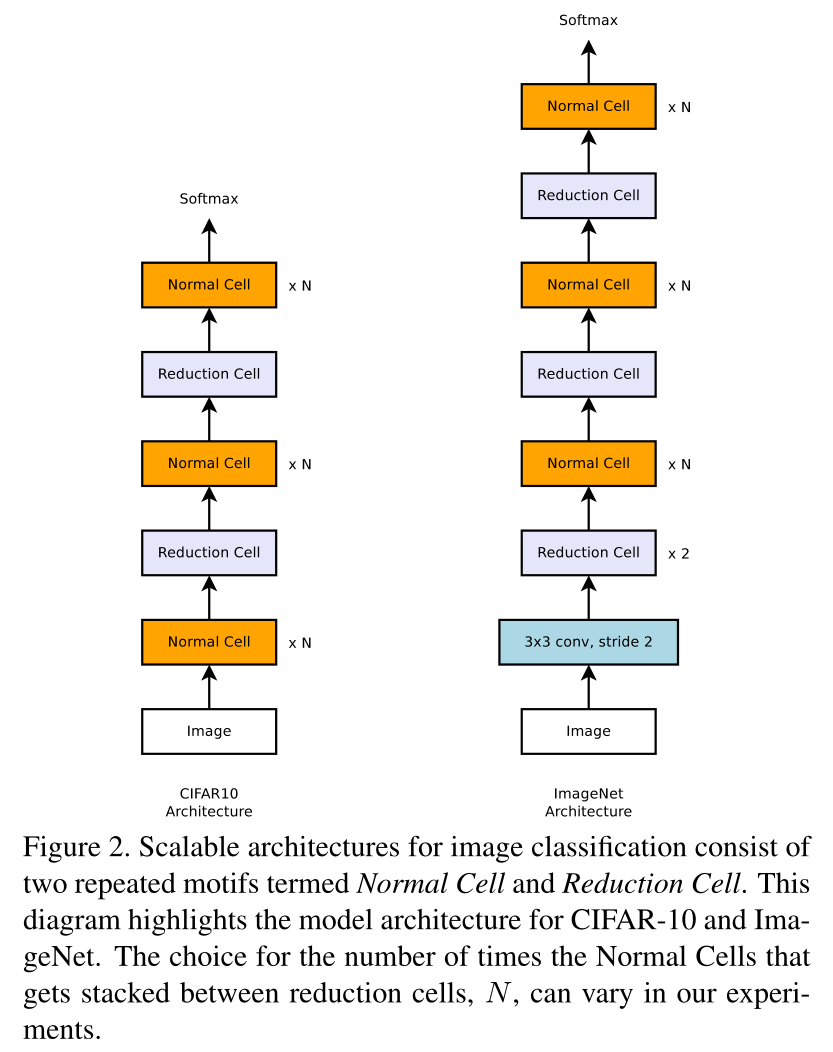 Softmax
Normal Cell x N
Reduction Cell
Normal Cell x N
Reduction Cell
Normal Cell x N
Image
CIFAR10
Architecture
Softmax
Normal Cell x N
Reduction Cell
Normal Cell x N
Reduction Cell
Normal Cell x N
Reduction Cell x 2
3x3 conv, stride 2
Image
ImageNet
Architecture
Figure 2. Scalable architectures for image classification consist of
two repeated motifs termed Normal Cell and Reduction Cell. This
diagram highlights the model architecture for CIFAR-10 and Ima-
geNet. The choice for the number of times the Normal Cells that
gets stacked between reduction cells, N, can vary in our experi-
ments.